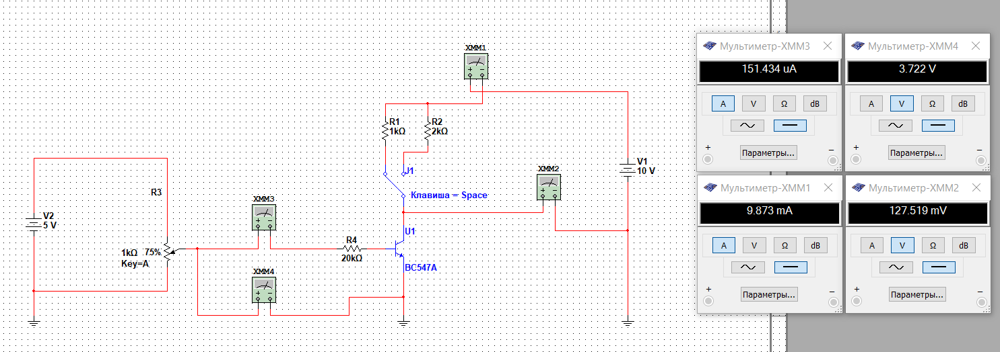 XMM1
R1
1kΩ
R2
2kΩ
J1
Клавиша = Space
XMM2
V1
10 V
R3
XMM3
V2
5 V
U1
R4
20kΩ
1kΩ
75%
Key=A
BC547A
XMM4
Мультиметр-XMM3
151.434 uA
A
V
Ω
dB
+
Параметры...
–
Мультиметр-XMM4
3.722 V
A
V
Ω
dB
+
Параметры...
–
Мультиметр-XMM1
9.873 mA
A
V
Ω
dB
+
Параметры...
–
Мультиметр-XMM2
127.519 mV
A
V
Ω
dB
+
Параметры...
–